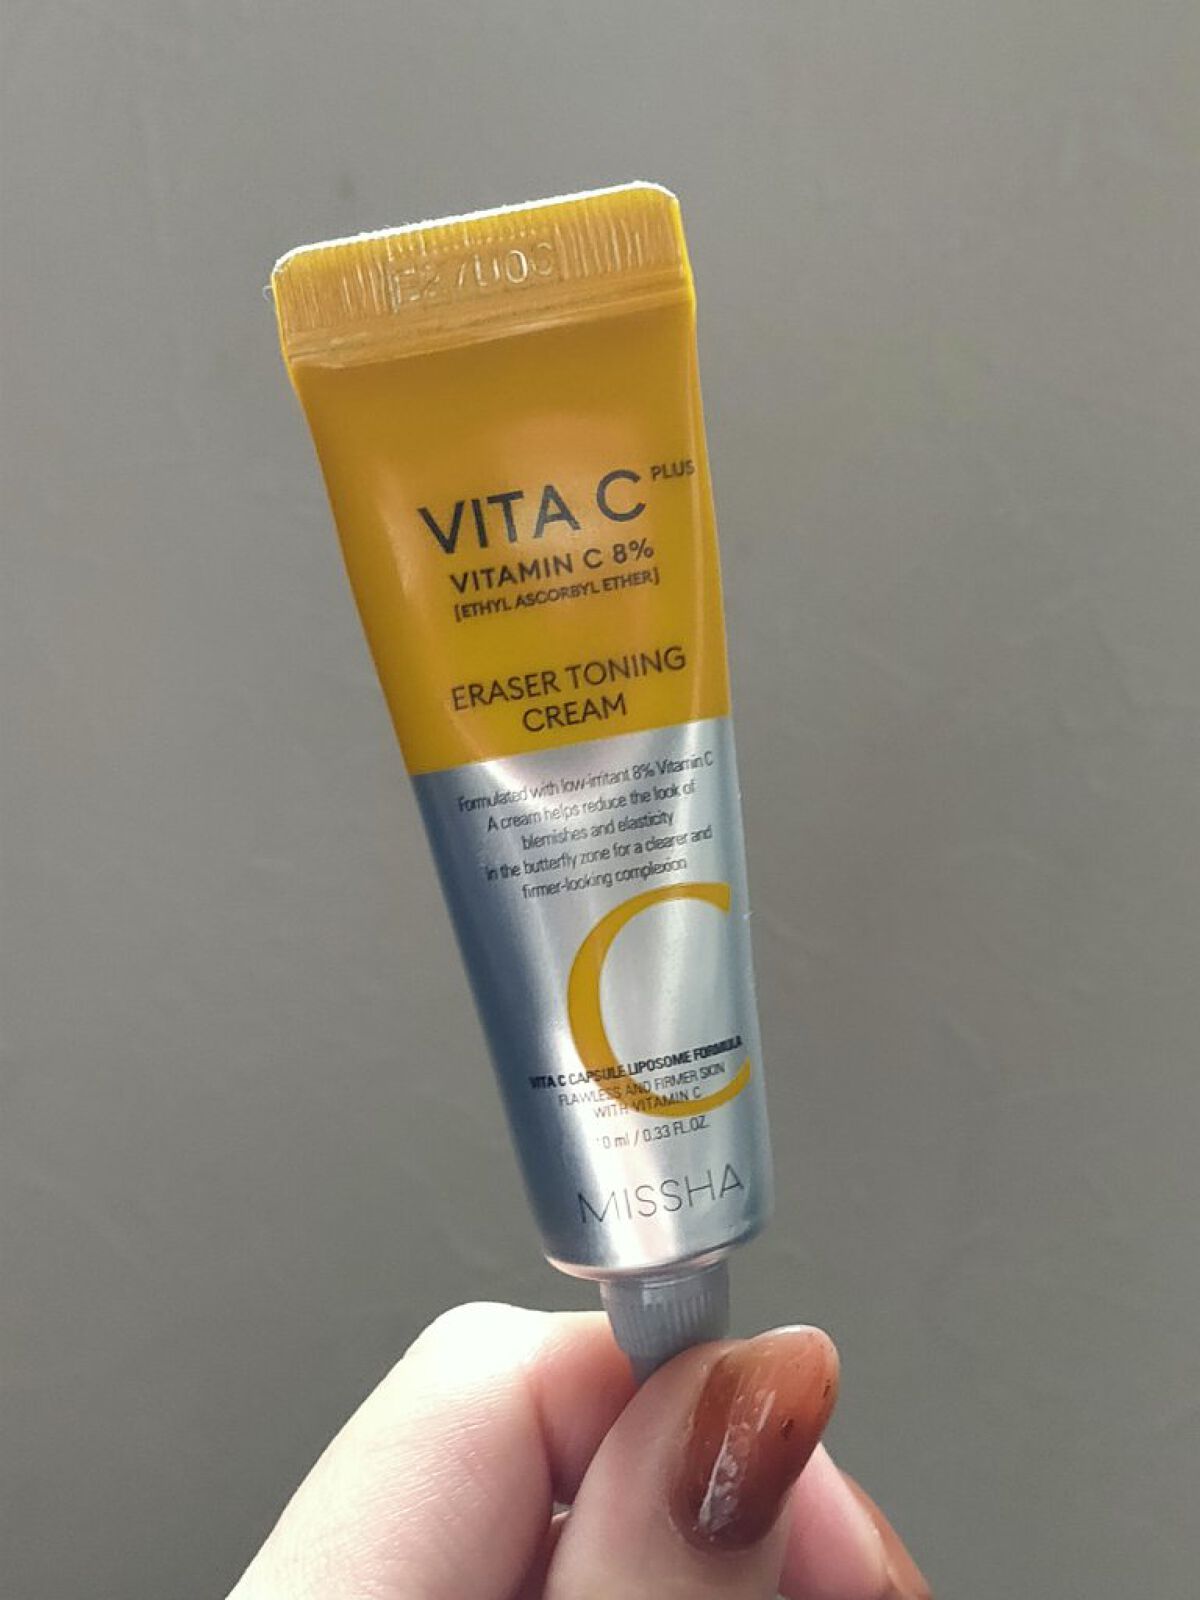 VITA C PLUS
VITAMIN C 8%
[ETHYL ASCORBYL ETHER]
ERASER TONING
CREAM
Formulated with low-irritant 8% Vitamin C
A cream helps reduce the look of
blemishes and elasticity
in the butterfly zone for a clearer and
firmer-looking complexion
C
VITA C CAPSULE LIPOSOME FORMULA
FLAWLESS AND FIRMER SKIN
WITH VITAMIN C
10 ml / 0.33 FL.OZ.
MISSHA